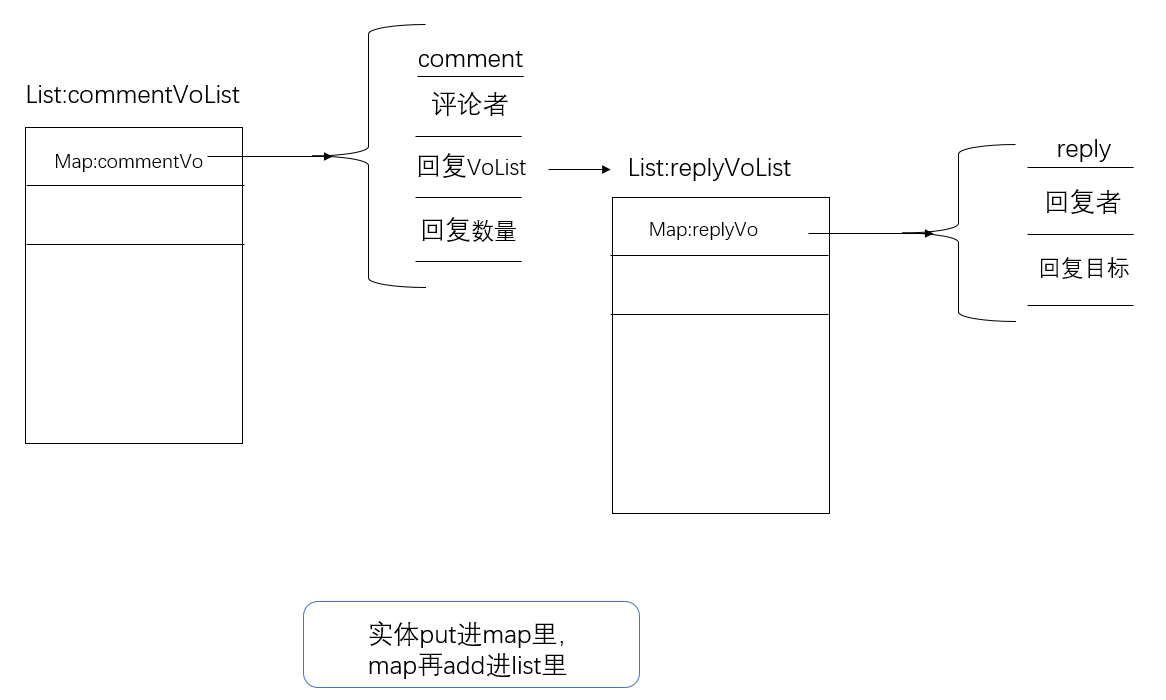 List:commentVoList
Map:commentVo
comment
评论者
回复VoList
回复数量
List:replyVoList
Map:replyVo
reply
回复者
回复目标
实体put进map里，
map再add进list里